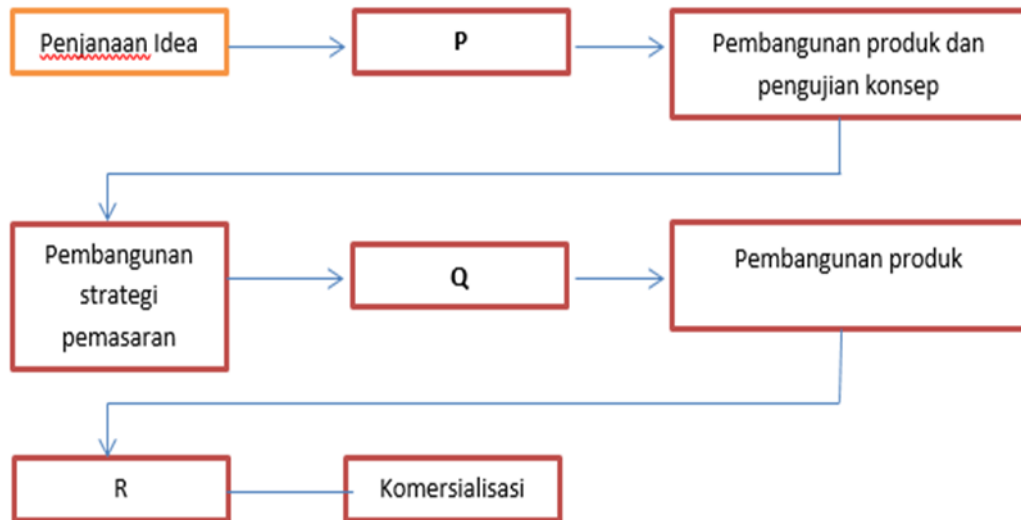 Penjanaan Idea
P
Pembangunan produk dan
pengujian konsep
Pembangunan
strategi
pemasaran
Q
Pembangunan produk
R
Komersialisasi